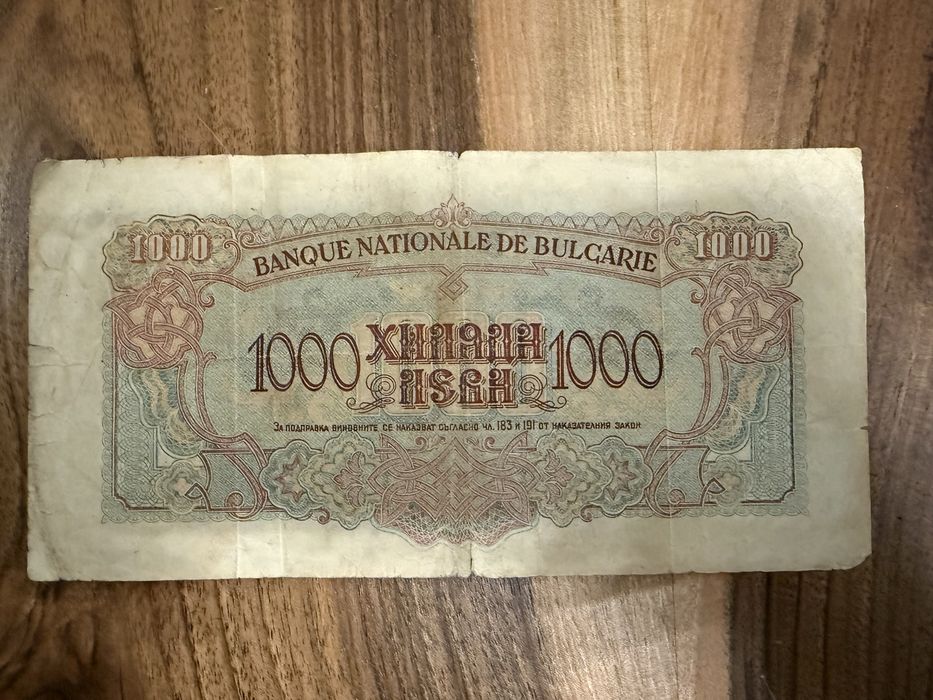 1000 1000
BANQUE NATIONALE DE BULGARIE
1000 ХИЛЯДИ ЛЕВА 1000
За подправка виновните се наказват съгласно чл. 183 и 191 от наказателния закон